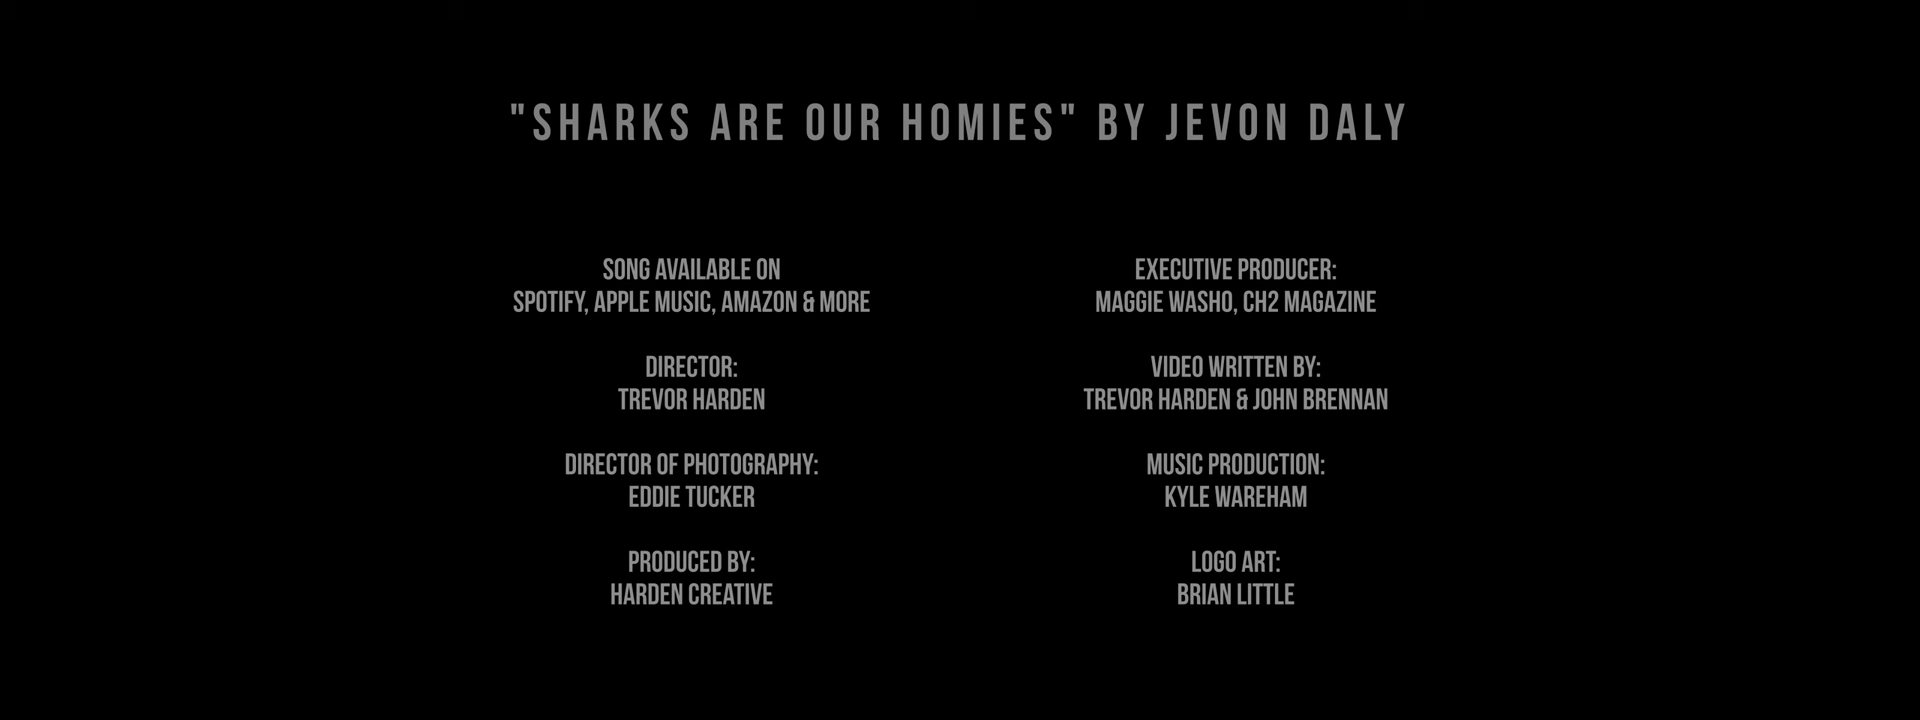 "SHARKS ARE OUR HOMIES" BY JEVON DALY
SONG AVAILABLE ON
SPOTIFY, APPLE MUSIC, AMAZON & MORE
DIRECTOR:
TREVOR HARDEN
DIRECTOR OF PHOTOGRAPHY:
EDDIE TUCKER
PRODUCED BY:
HARDEN CREATIVE
EXECUTIVE PRODUCER:
MAGGIE WASHO, CH2 MAGAZINE
VIDEO WRITTEN BY:
TREVOR HARDEN & JOHN BRENNAN
MUSIC PRODUCTION:
KYLE WAREHAM
LOGO ART:
BRIAN LITTLE